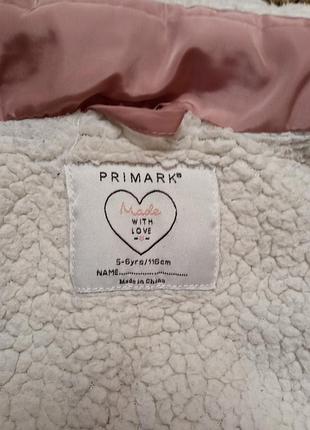 PRIMARK®
Made
WITH
LOVE
5-6yrs/116cm
NAME
Made in China